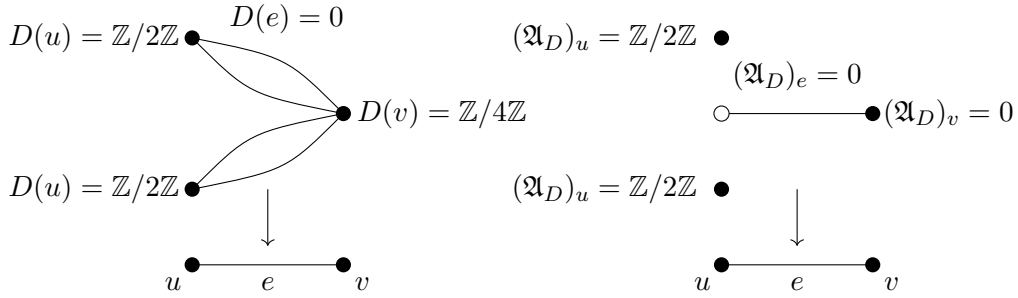 D(e) = 0
D(u) = ℤ/2ℤ
D(v) = ℤ/4ℤ
D(u) = ℤ/2ℤ
u e v
(𝔄_D)_u = ℤ/2ℤ
(𝔄_D)_e = 0
(𝔄_D)_v = 0
(𝔄_D)_u = ℤ/2ℤ
u e v